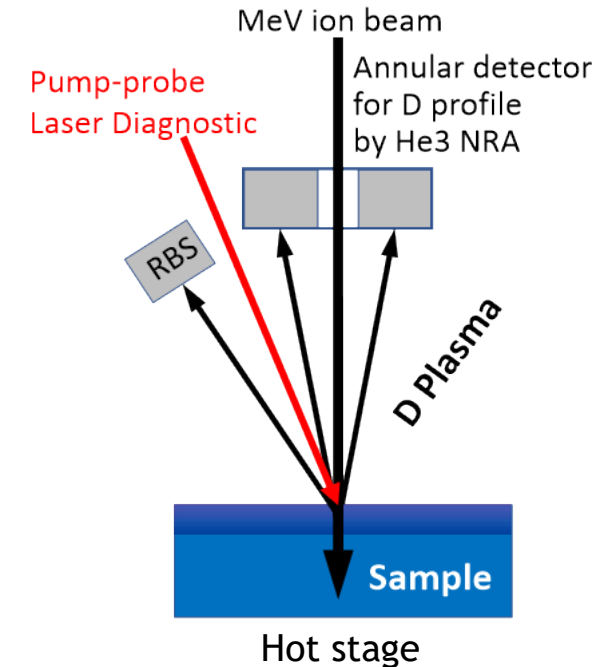 MeV ion beam
Pump-probe
Laser Diagnostic
Annular detector
for D profile
by He3 NRA
RBS
D Plasma
Sample
Hot stage